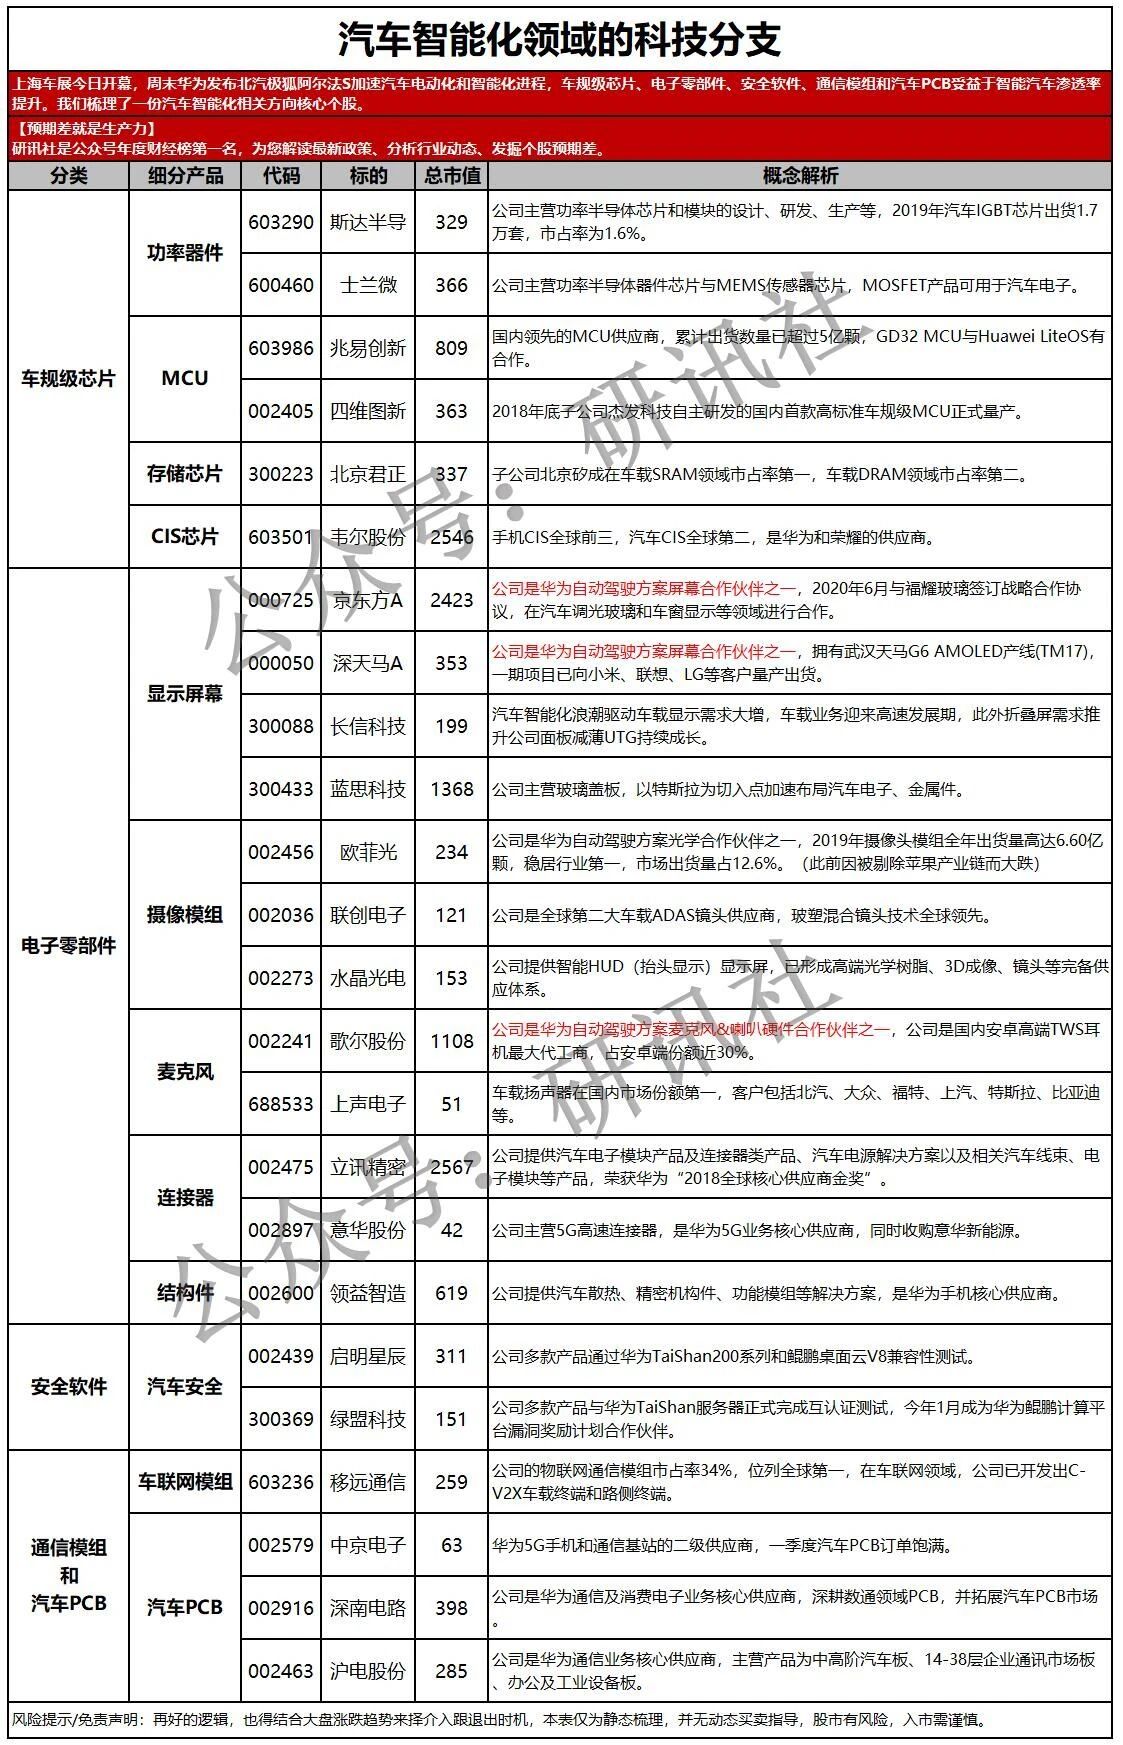 汽车智能化领域的科技分支
上海车展今日开幕，周末华为发布北汽极狐阿尔法S加速汽车电动化和智能化进程，车规级芯片、电子零部件、安全软件、通信模组和汽车PCB受益于智能汽车渗透率
提升。我们梳理了一份汽车智能化相关方向核心个股。
【预期差就是生产力】
研讯社是公众号年度财经榜第一名，为您解读最新政策、分析行业动态、发掘个股预期差。
分类 细分产品 代码 标的 总市值 概念解析
车规级芯片
功率器件
603290 斯达半导 329
公司主营功率半导体芯片和模块的设计、研发、生产等，2019年汽车IGBT芯片出货1.7
万套，市占率为1.6%。
600460 士兰微 366 公司主营功率半导体器件芯片与MEMS传感器芯片，MOSFET产品可用于汽车电子。
MCU
603986 兆易创新 809
国内领先的MCU供应商，累计出货数量已超过5亿颗，GD32 MCU与Huawei LiteOS有
合作。
002405 四维图新 363 2018年底子公司杰发科技自主研发的国内首款高标准车规级MCU正式量产。
存储芯片 300223 北京君正 337 子公司北京矽成在车载SRAM领域市占率第一，车载DRAM领域市占率第二。
CIS芯片 603501 韦尔股份 2546 手机CIS全球前三，汽车CIS全球第二，是华为和荣耀的供应商。
电子零部件
显示屏幕
000725 京东方A 2423
公司是华为自动驾驶方案屏幕合作伙伴之一，2020年6月与福耀玻璃签订战略合作协
议，在汽车调光玻璃和车窗显示等领域进行合作。
000050 深天马A 353
公司是华为自动驾驶方案屏幕合作伙伴之一，拥有武汉天马G6 AMOLED产线(TM17)，
一期项目已向小米、联想、LG等客户量产出货。
300088 长信科技 199
汽车智能化浪潮驱动车载显示需求大增，车载业务迎来高速发展期，此外折叠屏需求推
升公司面板减薄UTG持续成长。
300433 蓝思科技 1368 公司主营玻璃盖板，以特斯拉为切入点加速布局汽车电子、金属件。
摄像模组
002456 欧菲光 234
公司是华为自动驾驶方案光学合作伙伴之一，2019年摄像头模组全年出货量高达6.60亿
颗，稳居行业第一，市场出货量占12.6%。（此前因被剔除苹果产业链而大跌）
002036 联创电子 121 公司是全球第二大车载ADAS镜头供应商，玻塑混合镜头技术全球领先。
002273 水晶光电 153
公司提供智能HUD（抬头显示）显示屏，已形成高端光学树脂、3D成像、镜头等完备供
应体系。
麦克风
002241 歌尔股份 1108
公司是华为自动驾驶方案麦克风&喇叭硬件合作伙伴之一，公司是国内安卓高端TWS耳
机最大代工商，占安卓端份额近30%。
688533 上声电子 51
车载扬声器在国内市场份额第一，客户包括北汽、大众、福特、上汽、特斯拉、比亚迪
等。
连接器
002475 立讯精密 2567
公司提供汽车电子模块产品及连接器类产品、汽车电源解决方案以及相关汽车线束、电
子模块等产品，荣获华为“2018全球核心供应商金奖”。
002897 意华股份 42 公司主营5G高速连接器，是华为5G业务核心供应商，同时收购意华新能源。
结构件 002600 领益智造 619 公司提供汽车散热、精密机构件、功能模组等解决方案，是华为手机核心供应商。
安全软件
汽车安全
002439 启明星辰 311 公司多款产品通过华为TaiShan200系列和鲲鹏桌面云V8兼容性测试。
300369 绿盟科技 151
公司多款产品与华为TaiShan服务器正式完成互认证测试，今年1月成为华为鲲鹏计算平
台漏洞奖励计划合作伙伴。
通信模组
和
汽车PCB
车联网模组 603236 移远通信 259
公司的物联网通信模组市占率34%，位列全球第一，在车联网领域，公司已开发出C-
V2X车载终端和路侧终端。
汽车PCB
002579 中京电子 63 华为5G手机和通信基站的二级供应商，一季度汽车PCB订单饱满。
002916 深南电路 398
公司是华为通信及消费电子业务核心供应商，深耕数通领域PCB，并拓展汽车PCB市场
。
002463 沪电股份 285
公司是华为通信业务核心供应商，主营产品为中高阶汽车板、14-38层企业通讯市场板
、办公及工业设备板。
风险提示/免责声明：再好的逻辑，也得结合大盘涨跌趋势来择介入跟退出时机，本表仅为静态梳理，并无动态买卖指导，股市有风险，入市需谨慎。
公众号：研讯社
公众号：研讯社